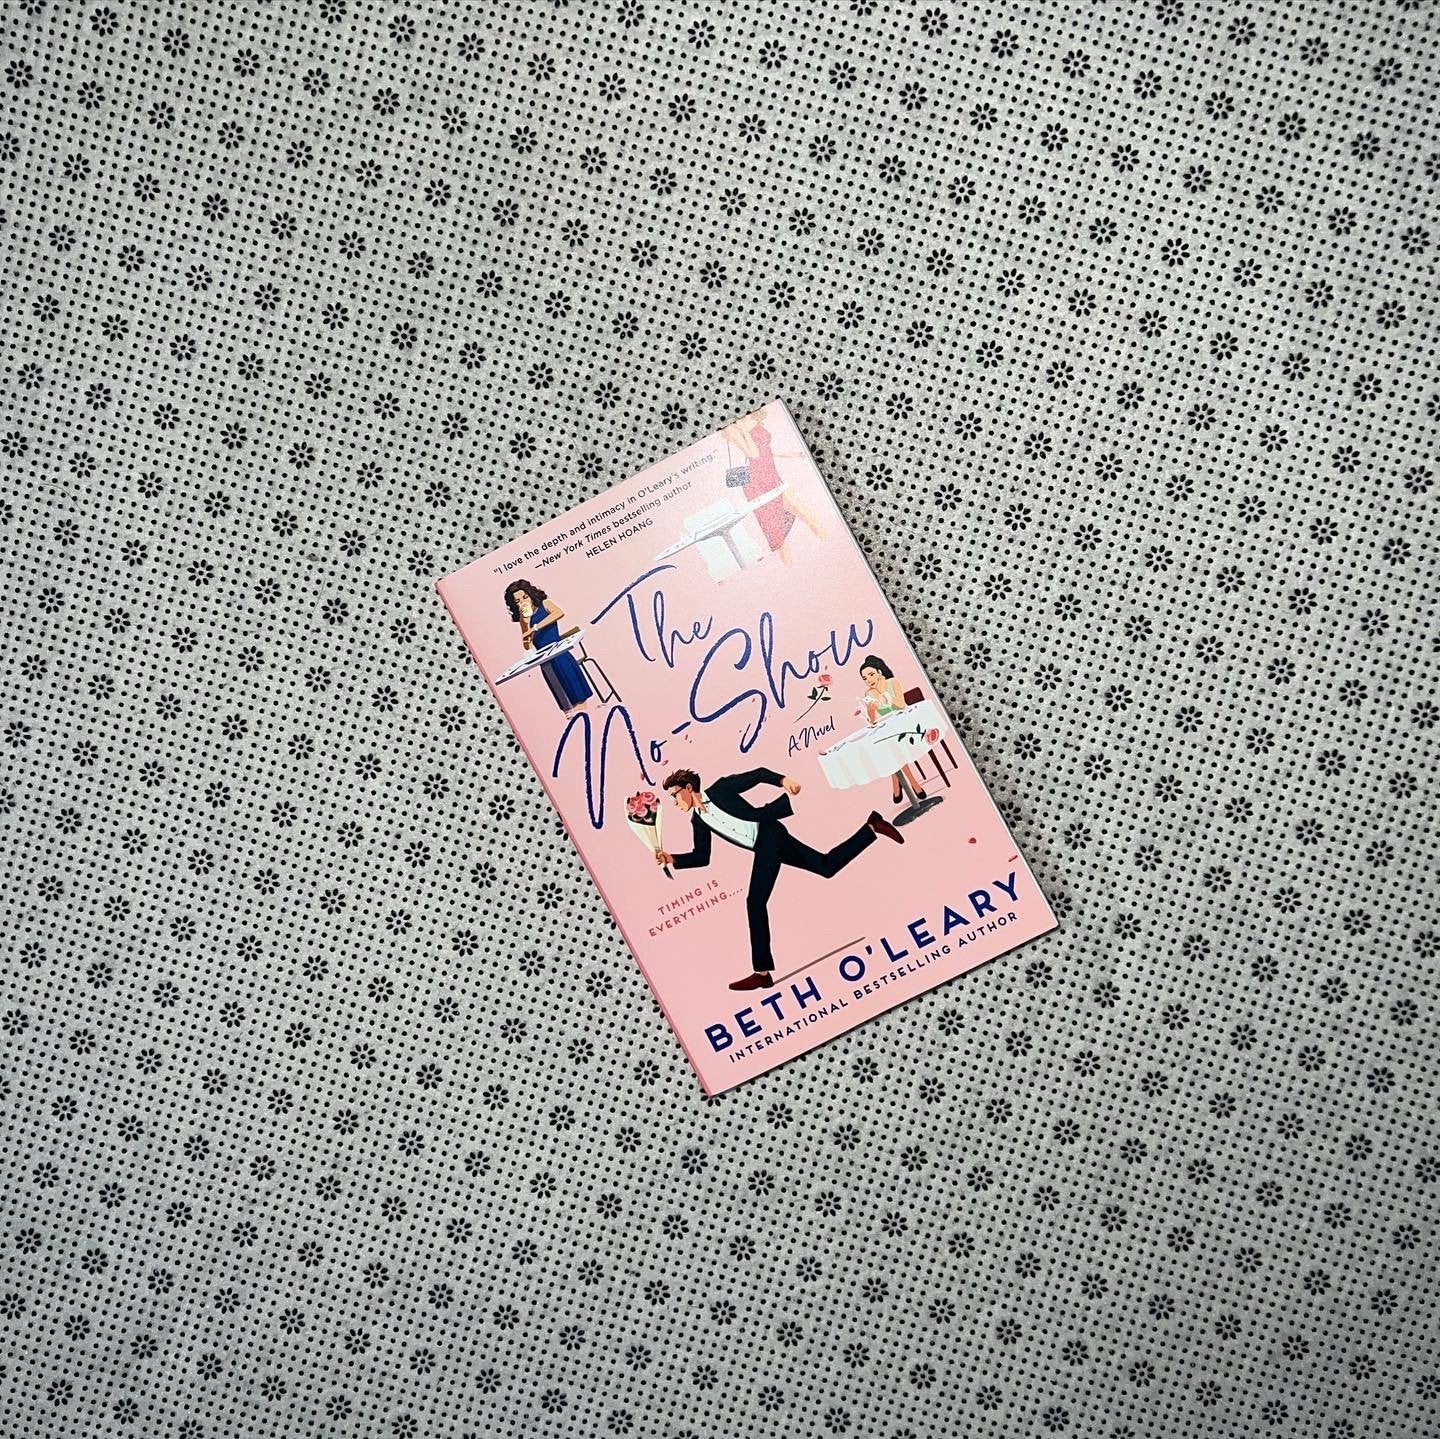 "I love the depth and intimacy in O'Leary's writing."
—New York Times bestselling author
HELEN HOANG
The
No-Show
A Novel
TIMING IS
EVERYTHING....
BETH O'LEARY
INTERNATIONAL BESTSELLING AUTHOR